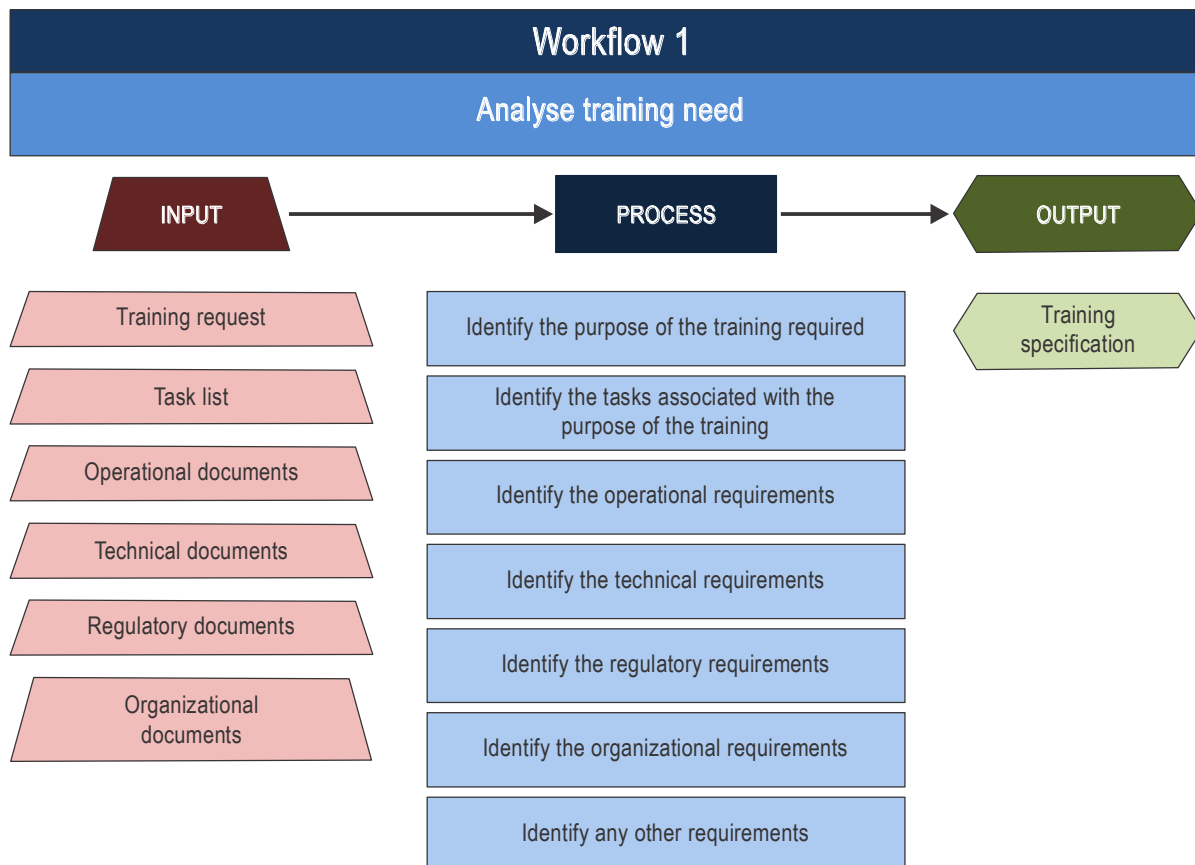 Workflow 1
Analyse training need
INPUT
PROCESS
OUTPUT
Training request
Task list
Operational documents
Technical documents
Regulatory documents
Organizational
documents
Identify the purpose of the training required
Identify the tasks associated with the
purpose of the training
Identify the operational requirements
Identify the technical requirements
Identify the regulatory requirements
Identify the organizational requirements
Identify any other requirements
Training
specification